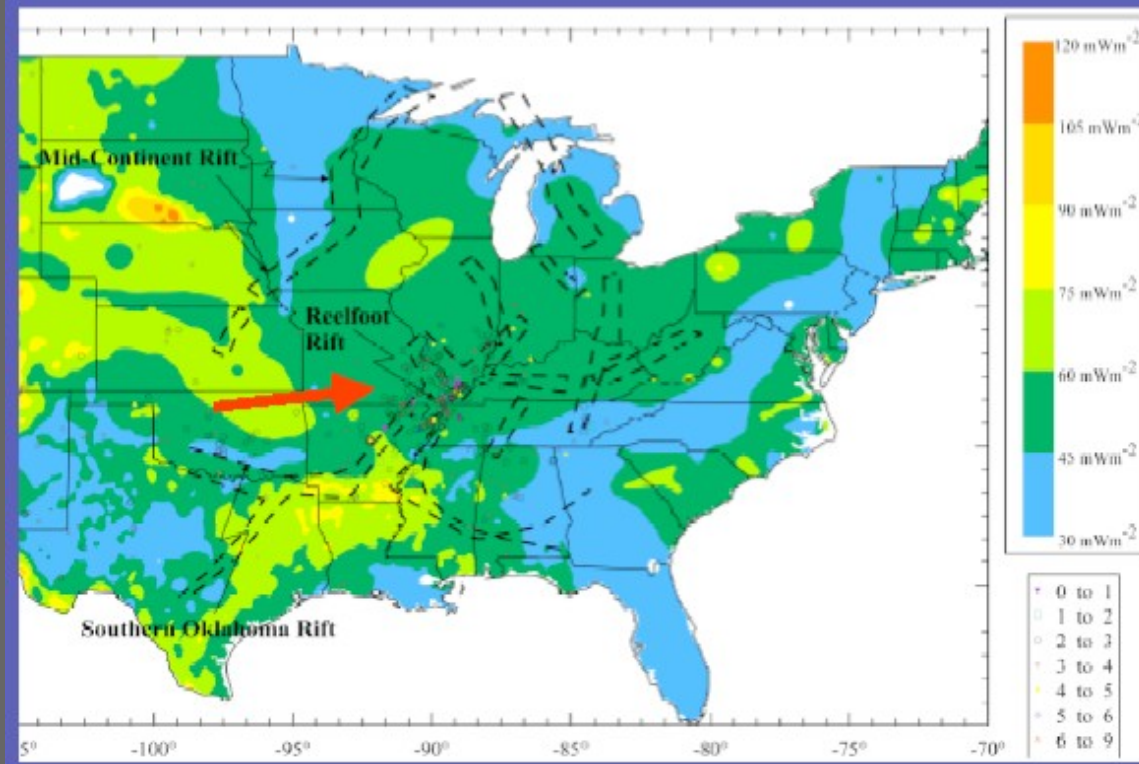 Mid-Continent Rift
Reelfoot
Rift
Southern Oklahoma Rift
120 mWm-2
105 mWm-2
90 mWm-2
75 mWm-2
60 mWm-2
45 mWm-2
30 mWm-2
0 to 1
1 to 2
2 to 3
3 to 4
4 to 5
5 to 6
6 to 9
5°
-100°
-95°
-90°
-85°
-80°
-75°
-70°